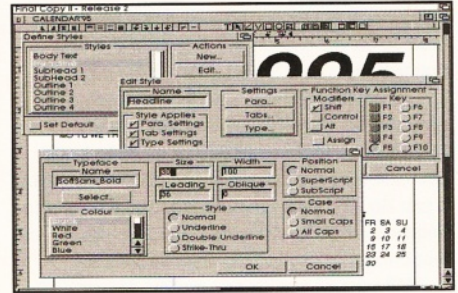 Final Copy II - Release 2
CALENDAR'95
Define Styles
Styles
Body Text
Subhead 1
SubHead 2
Outline 1
Outline 2
Outline 3
Outline 4
Set Default
Actions
New...
Edit...
995
Edit Style
Name
Headline
Style Applies
Para. Settings
Tab Settings
Type Settings
Settings
Para...
Tabs...
Type...
Function Key Assignment
Modifiers
Shift
Control
Alt
Assign
Key
F1 F6
F2 F7
F3 F8
F4 F9
F5 F10
Cancel
Typeface
Name
SoftSans_Bold
Select...
Colour
White
Red
Green
Blue
Size
Width
100
Leading
Oblique
Style
Normal
Underline
Double Underline
Strike-Thru
Position
Normal
SuperScript
SubScript
Case
Normal
Small Caps
All Caps
OK
Cancel
FR SA SU
2 3 4
9 10 11
16 17 18
23 24 25
30